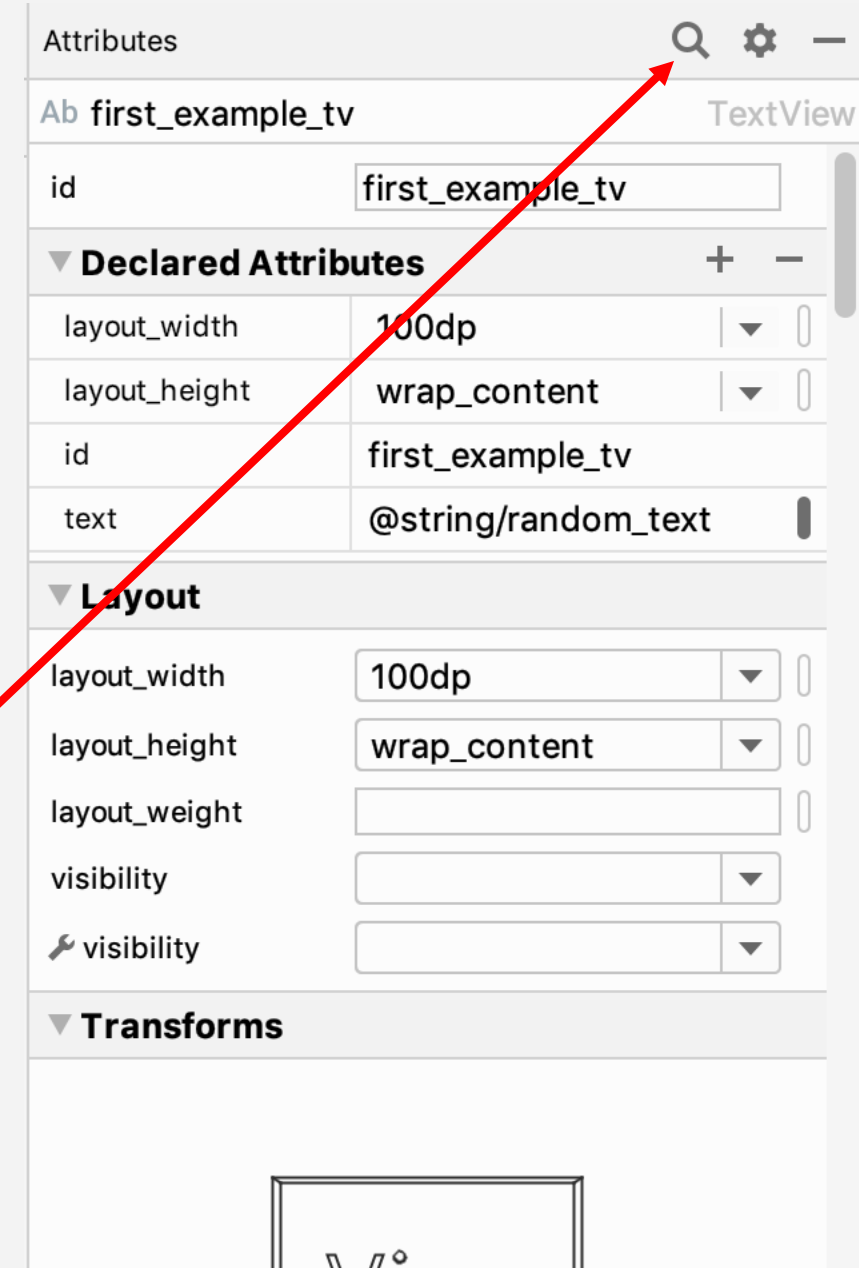 Attributes
Ab first_example_tv TextView
id first_example_tv
Declared Attributes
layout_width 100dp
layout_height wrap_content
id first_example_tv
text @string/random_text
Layout
layout_width 100dp
layout_height wrap_content
layout_weight
visibility
visibility
Transforms